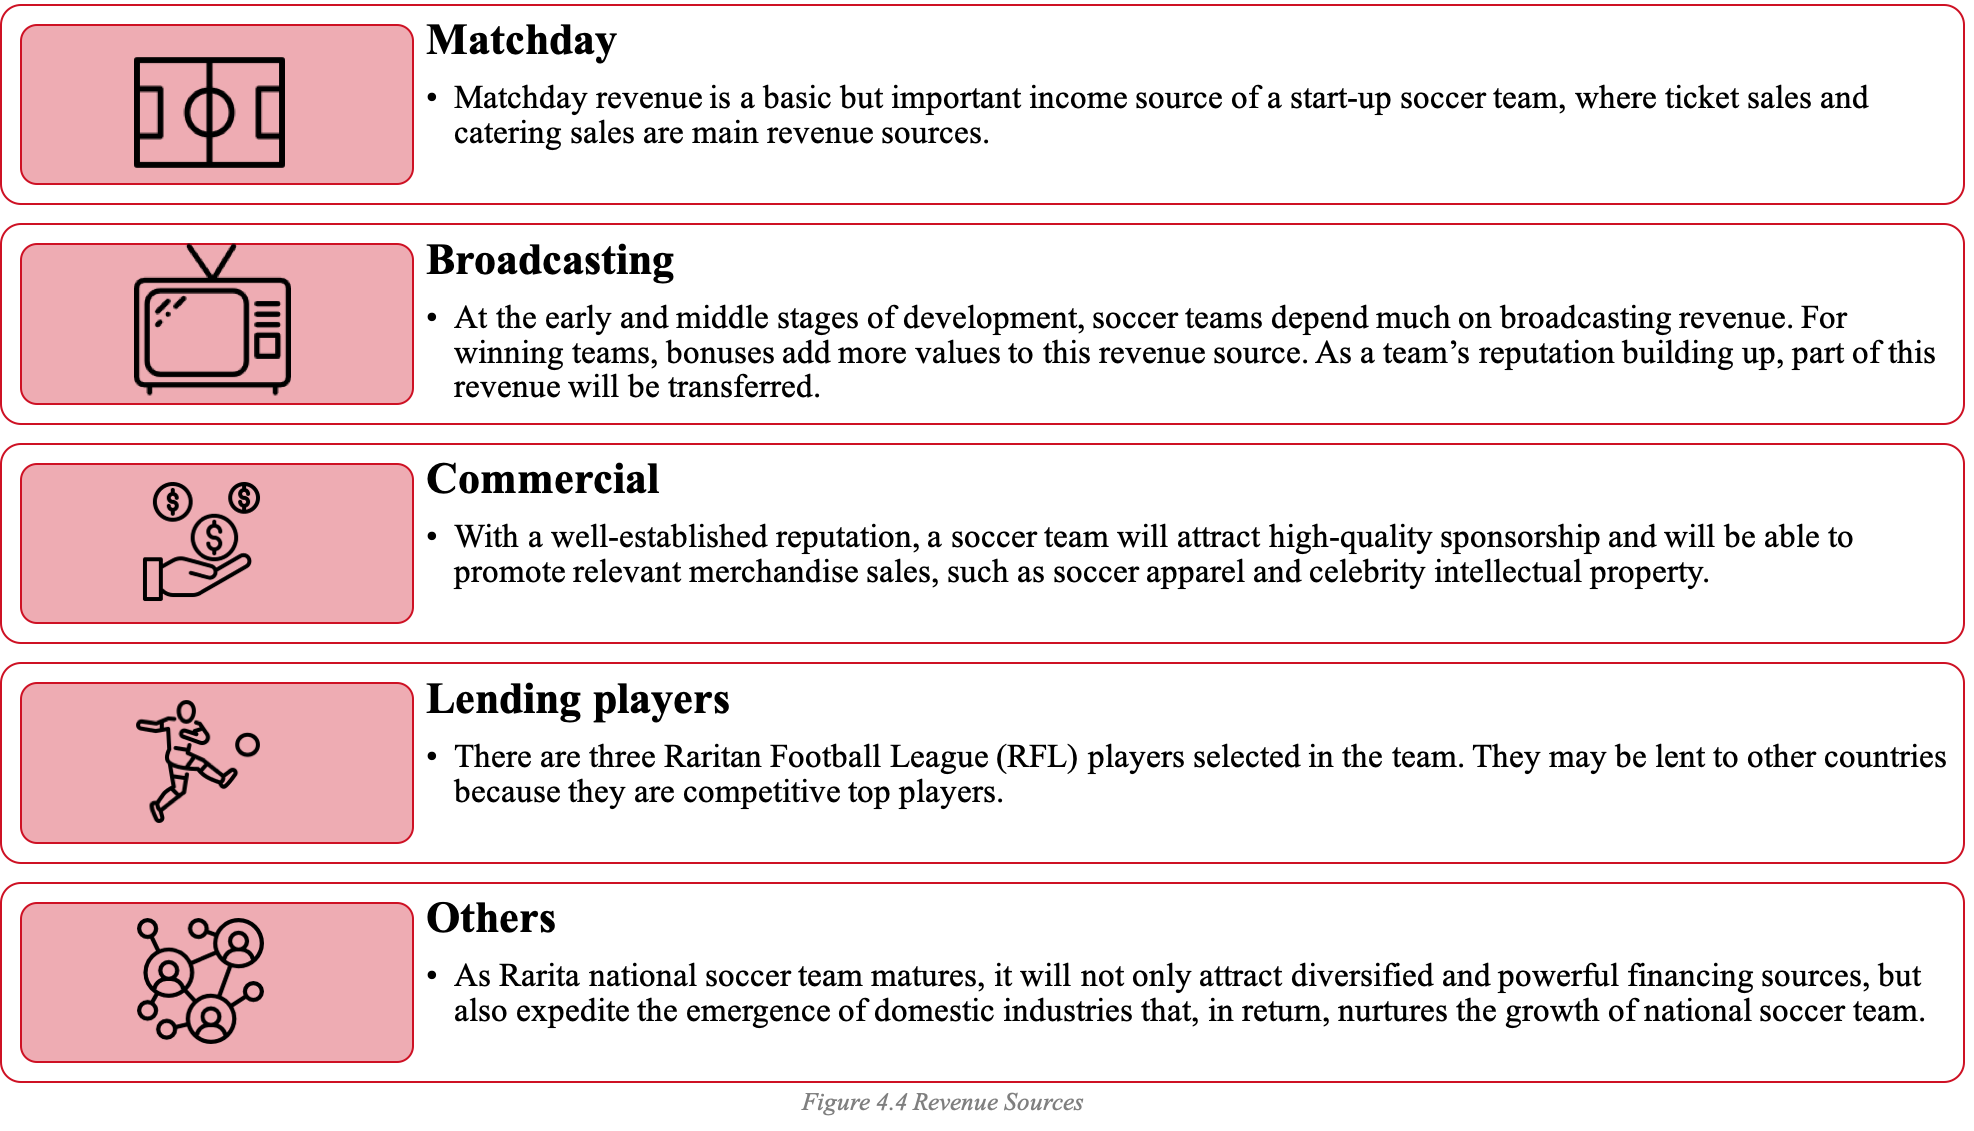 Matchday
• Matchday revenue is a basic but important income source of a start-up soccer team, where ticket sales and
catering sales are main revenue sources.
Broadcasting
• At the early and middle stages of development, soccer teams depend much on broadcasting revenue. For
winning teams, bonuses add more values to this revenue source. As a team’s reputation building up, part of this
revenue will be transferred.
Commercial
• With a well-established reputation, a soccer team will attract high-quality sponsorship and will be able to
promote relevant merchandise sales, such as soccer apparel and celebrity intellectual property.
Lending players
• There are three Raritan Football League (RFL) players selected in the team. They may be lent to other countries
because they are competitive top players.
Others
• As Rarita national soccer team matures, it will not only attract diversified and powerful financing sources, but
also expedite the emergence of domestic industries that, in return, nurtures the growth of national soccer team.
Figure 4.4 Revenue Sources